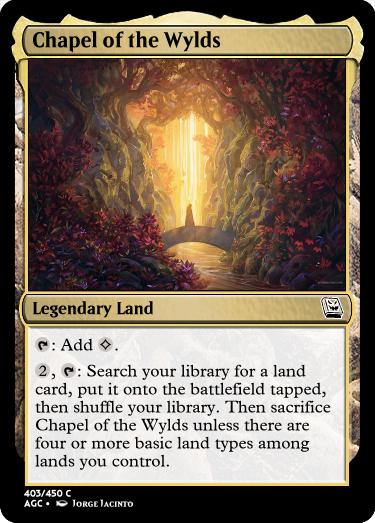 Chapel of the Wylds
Legendary Land
: Add .
2, : Search your library for a land
card, put it onto the battlefield tapped,
then shuffle your library. Then sacrifice
Chapel of the Wylds unless there are
four or more basic land types among
lands you control.
403/450 C
AGC • Jorge Jacinto